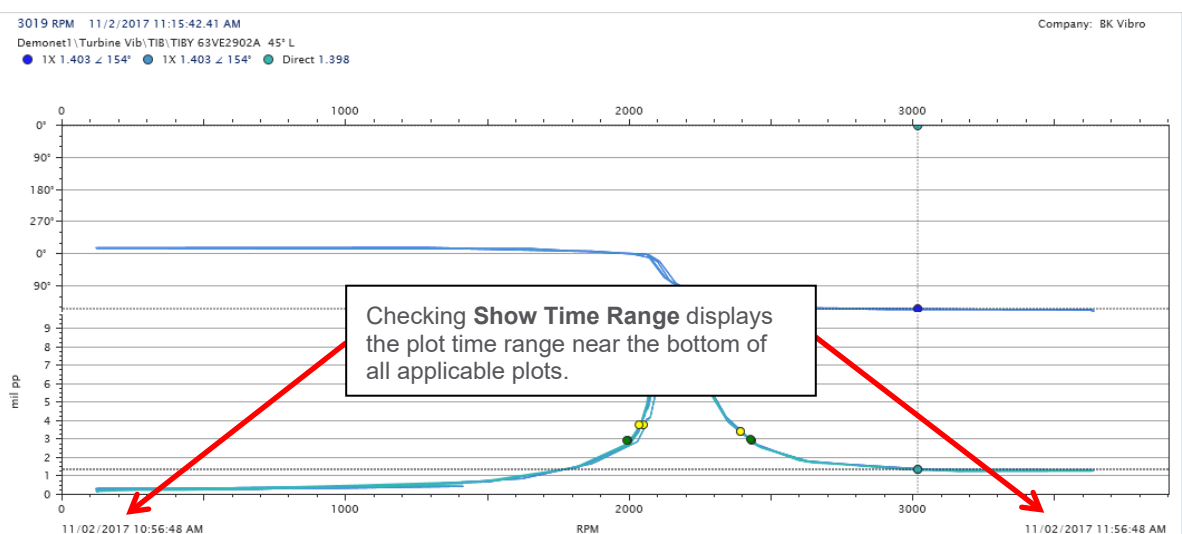 3019 RPM 11/2/2017 11:15:42.41 AM
Company: BK Vibro
Demonet1\Turbine Vib\TIB\TIBY 63VE2902A 45° L
1X 1.403 ∠ 154° 1X 1.403 ∠ 154° Direct 1.398
0 1000 2000 3000
0°
90°
180°
270°
0°
90°
Checking Show Time Range displays
the plot time range near the bottom of
all applicable plots.
mil pp
9
8
7
6
5
4
3
2
1
0
0 1000 2000 3000
11/02/2017 10:56:48 AM RPM 11/02/2017 11:56:48 AM